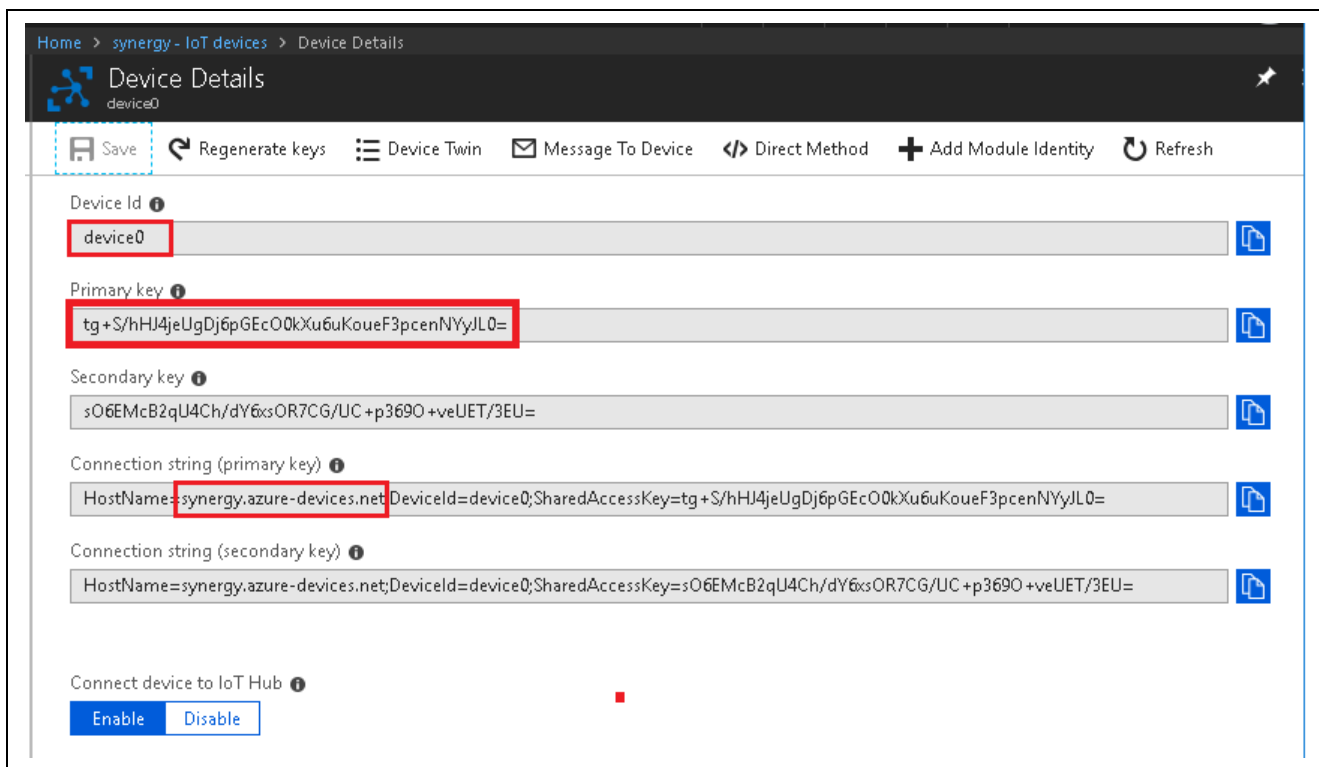 Home > synergy - IoT devices > Device Details
Device Details
device0
Save Regenerate keys Device Twin Message To Device </> Direct Method Add Module Identity Refresh
Device Id
device0
Primary key
tg+S/hHJ4jeUgDj6pGEcO0kXu6uKoueF3pcenNYyJL0=
Secondary key
sO6EMcB2qU4Ch/dY6xsOR7CG/UC+p369O+veUET/3EU=
Connection string (primary key)
HostName=synergy.azure-devices.net;DeviceId=device0;SharedAccessKey=tg+S/hHJ4jeUgDj6pGEcO0kXu6uKoueF3pcenNYyJL0=
Connection string (secondary key)
HostName=synergy.azure-devices.net;DeviceId=device0;SharedAccessKey=sO6EMcB2qU4Ch/dY6xsOR7CG/UC+p369O+veUET/3EU=
Connect device to IoT Hub
Enable Disable